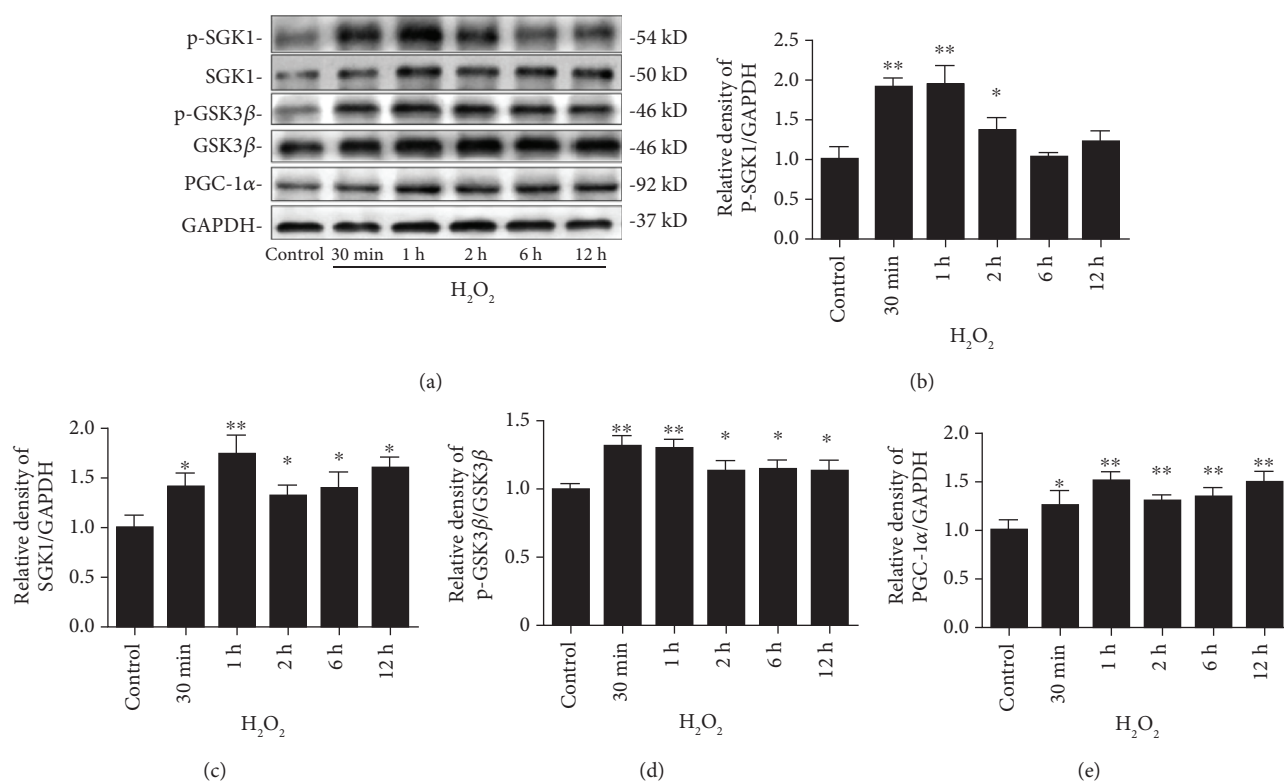 p-SGK1-
-54 kD
SGK1-
-50 kD
p-GSK3β-
-46 kD
GSK3β-
-46 kD
PGC-1α-
-92 kD
GAPDH-
-37 kD
Control 30 min 1 h 2 h 6 h 12 h
H₂O₂
(a)
Relative density of
P-SGK1/GAPDH
2.5
2.0
1.5
1.0
2.5
0.0
**
**
*
Control
30 min
1 h
2 h
6 h
12 h
H₂O₂
(b)
Relative density of
SGK1/GAPDH
2.0
1.5
1.0
1.0
0.0
*
**
*
*
*
Control
30 min
1 h
2 h
6 h
12 h
H₂O₂
(c)
Relative density of
p-GSK3β/GSK3β
1.5
1.0
0.5
0
**
**
*
*
*
Control
30 min
1 h
2 h
6 h
12 h
H₂O₂
(d)
Relative density of
PGC-1α/GAPDH
2.0
1.5
1.0
0.5
0.0
*
**
**
**
**
Control
30 min
1 h
2 h
6 h
12 h
H₂O₂
(e)